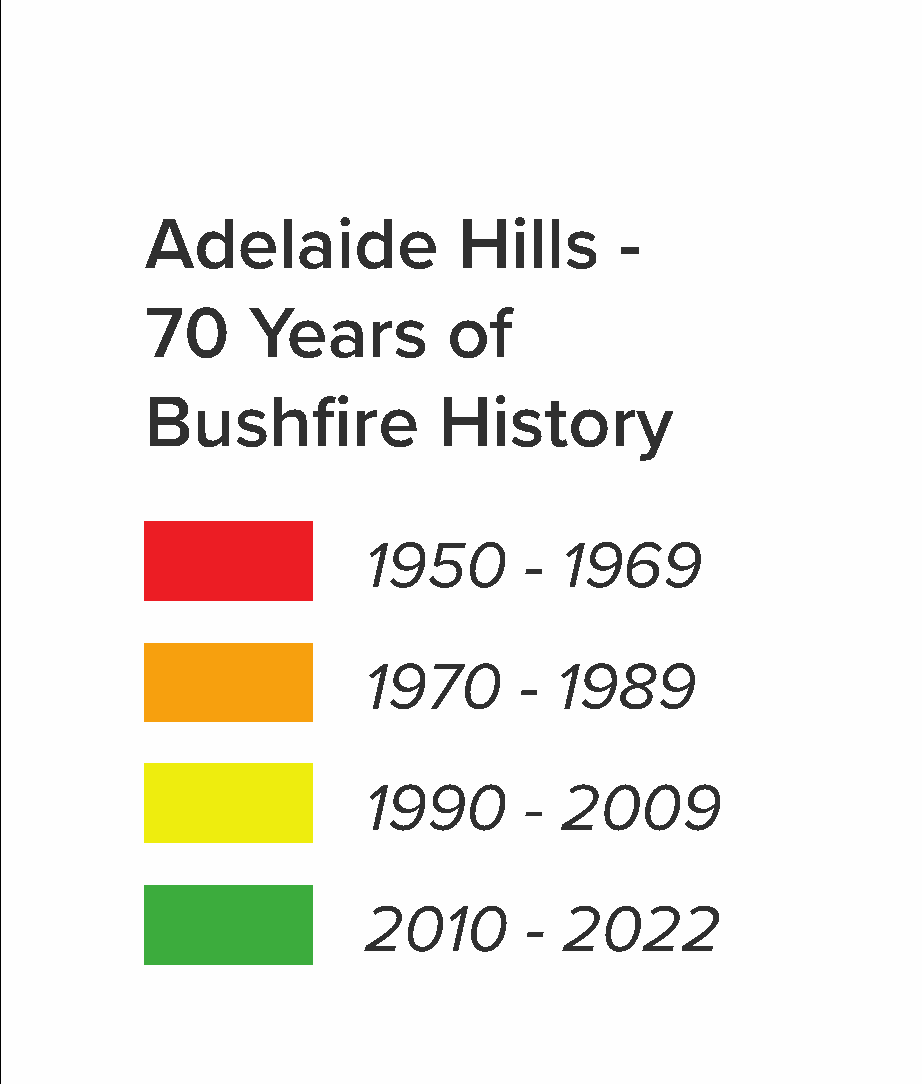 Adelaide Hills -
70 Years of
Bushfire History
1950 - 1969
1970 - 1989
1990 - 2009
2010 - 2022